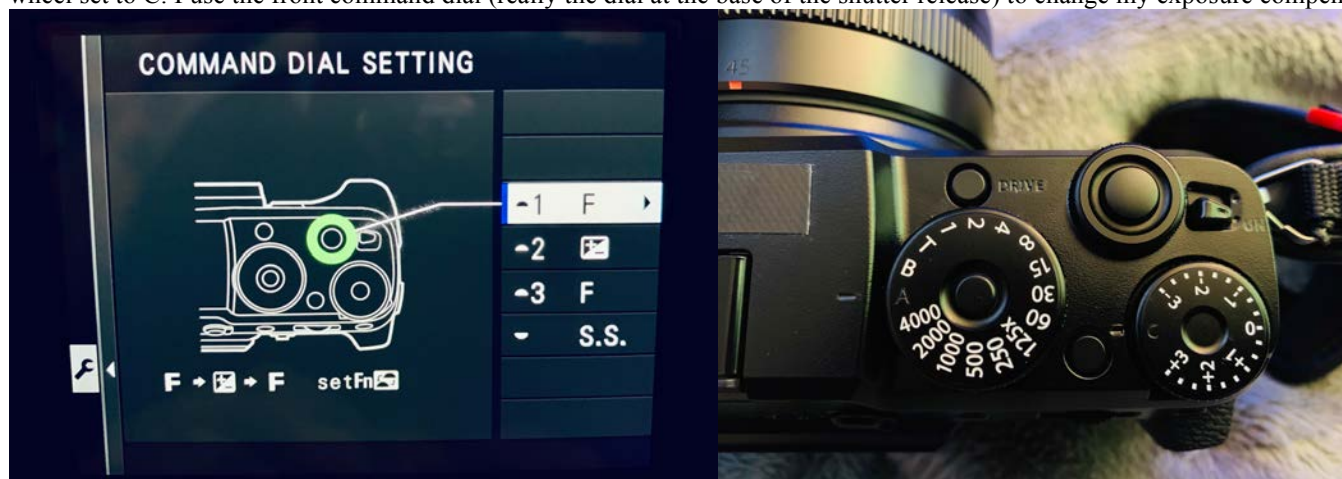 wheel set to C. I use the front command dial (really the dial at the base of the shutter release) to change my exposure compen
COMMAND DIAL SETTING
1 F
2
3 F
S.S.
F → → F setFn
45
DRIVE
ON
A B T 1 2 4 8 15 30 60 125X 250 500 1000 2000 4000
C -3 -2 -1 0 +1 +2 +3